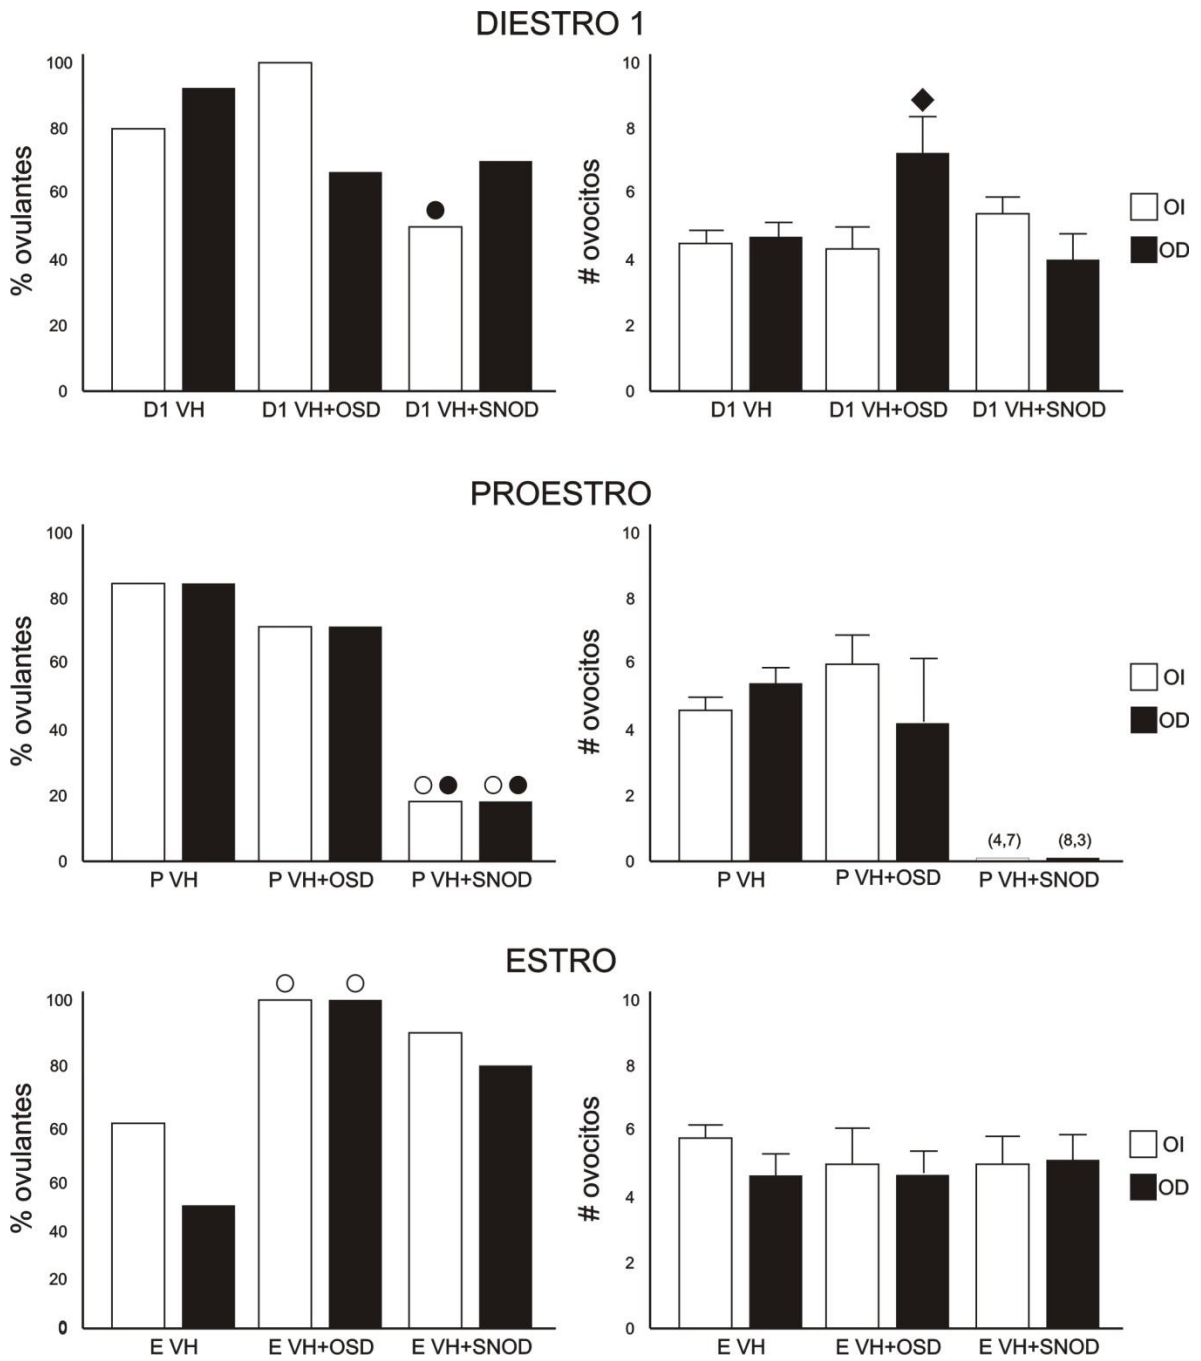 DIESTRO 1
% ovulantes
100
80
60
40
20
0
D1 VH D1 VH+OSD D1 VH+SNOD
# ovocitos
10
8
6
4
2
0
D1 VH D1 VH+OSD D1 VH+SNOD
OI
OD
PROESTRO
% ovulantes
100
80
60
40
20
0
P VH P VH+OSD P VH+SNOD
# ovocitos
10
8
6
4
2
0
(4,7) (8,3)
P VH P VH+OSD P VH+SNOD
OI
OD
ESTRO
% ovulantes
100
80
60
60
40
20
0
E VH E VH+OSD E VH+SNOD
# ovocitos
10
8
6
4
2
0
E VH E VH+OSD E VH+SNOD
OI
OD